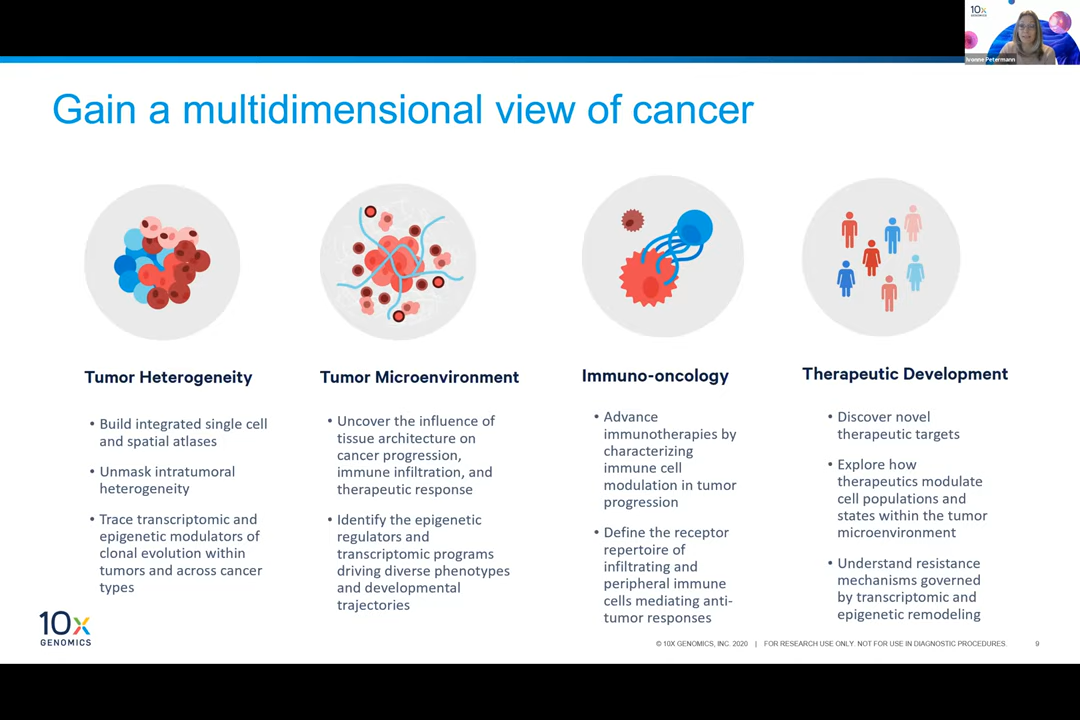 10x
GENOMICS
Ivonne Petermann
Gain a multidimensional view of cancer
Tumor Heterogeneity
• Build integrated single cell
and spatial atlases
• Unmask intratumoral
heterogeneity
• Trace transcriptomic and
epigenetic modulators of
clonal evolution within
tumors and across cancer
types
Tumor Microenvironment
• Uncover the influence of
tissue architecture on
cancer progression,
immune infiltration, and
therapeutic response
• Identify the epigenetic
regulators and
transcriptomic programs
driving diverse phenotypes
and developmental
trajectories
Immuno-oncology
• Advance
immunotherapies by
characterizing
immune cell
modulation in tumor
progression
• Define the receptor
repertoire of
infiltrating and
peripheral immune
cells mediating anti-
tumor responses
Therapeutic Development
• Discover novel
therapeutic targets
• Explore how
therapeutics modulate
cell populations and
states within the tumor
microenvironment
• Understand resistance
mechanisms governed
by transcriptomic and
epigenetic remodeling
10x
GENOMICS
© 10X GENOMICS, INC. 2020 | FOR RESEARCH USE ONLY. NOT FOR USE IN DIAGNOSTIC PROCEDURES. 9